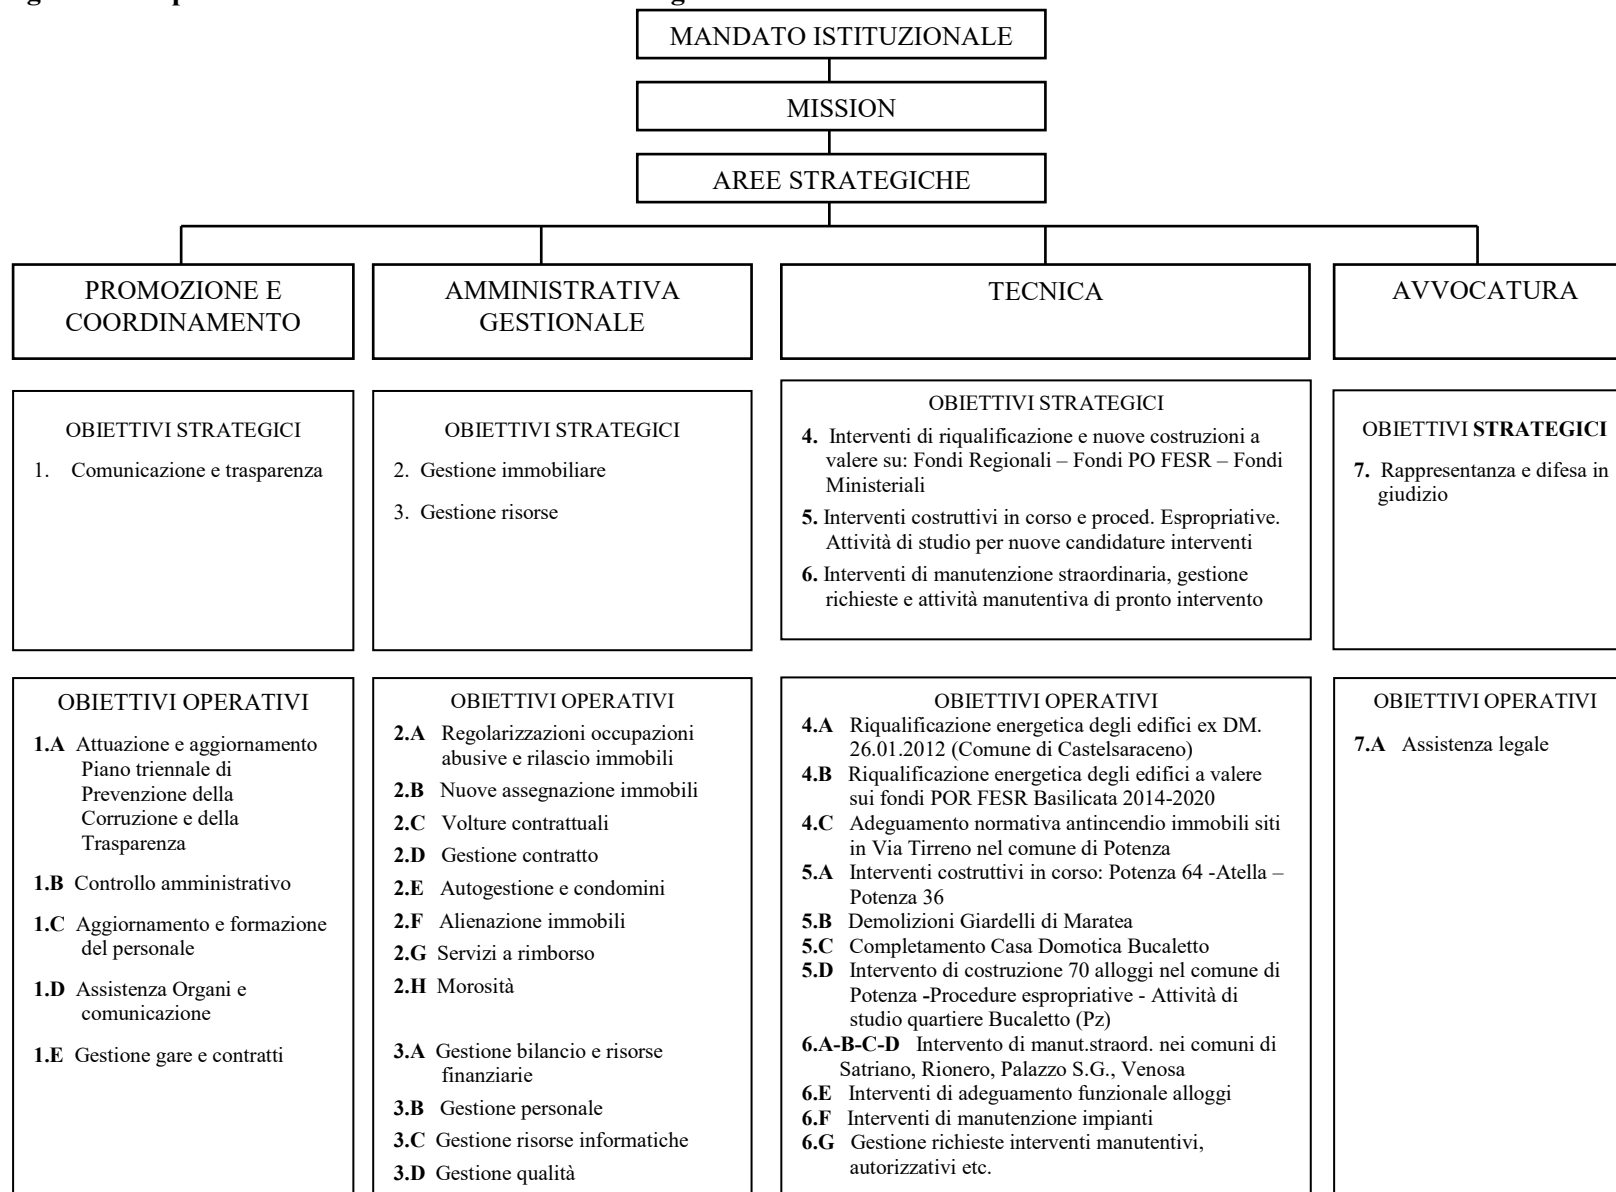 MANDATO ISTITUZIONALE
MISSION
AREE STRATEGICHE
PROMOZIONE E
COORDINAMENTO
AMMINISTRATIVA
GESTIONALE
TECNICA
AVVOCATURA
OBIETTIVI STRATEGICI
1. Comunicazione e trasparenza
OBIETTIVI STRATEGICI
2. Gestione immobiliare
3. Gestione risorse
OBIETTIVI STRATEGICI
4. Interventi di riqualificazione e nuove costruzioni a
valere su: Fondi Regionali – Fondi PO FESR – Fondi
Ministeriali
5. Interventi costruttivi in corso e proced. Espropriative.
Attività di studio per nuove candidature interventi
6. Interventi di manutenzione straordinaria, gestione
richieste e attività manutentiva di pronto intervento
OBIETTIVI STRATEGICI
7. Rappresentanza e difesa in
giudizio
OBIETTIVI OPERATIVI
1.A Attuazione e aggiornamento
Piano triennale di
Prevenzione della
Corruzione e della
Trasparenza
1.B Controllo amministrativo
1.C Aggiornamento e formazione
del personale
1.D Assistenza Organi e
comunicazione
1.E Gestione gare e contratti
OBIETTIVI OPERATIVI
2.A Regolarizzazioni occupazioni
abusive e rilascio immobili
2.B Nuove assegnazione immobili
2.C Volture contrattuali
2.D Gestione contratto
2.E Autogestione e condomini
2.F Alienazione immobili
2.G Servizi a rimborso
2.H Morosità
3.A Gestione bilancio e risorse
finanziarie
3.B Gestione personale
3.C Gestione risorse informatiche
3.D Gestione qualità
OBIETTIVI OPERATIVI
4.A Riqualificazione energetica degli edifici ex DM.
26.01.2012 (Comune di Castelsaraceno)
4.B Riqualificazione energetica degli edifici a valere
sui fondi POR FESR Basilicata 2014-2020
4.C Adeguamento normativa antincendio immobili siti
in Via Tirreno nel comune di Potenza
5.A Interventi costruttivi in corso: Potenza 64 -Atella –
Potenza 36
5.B Demolizioni Giardelli di Maratea
5.C Completamento Casa Domotica Bucaletto
5.D Intervento di costruzione 70 alloggi nel comune di
Potenza -Procedure espropriative - Attività di
studio quartiere Bucaletto (Pz)
6.A-B-C-D Intervento di manut.straord. nei comuni di
Satriano, Rionero, Palazzo S.G., Venosa
6.E Interventi di adeguamento funzionale alloggi
6.F Interventi di manutenzione impianti
6.G Gestione richieste interventi manutentivi,
autorizzativi etc.
OBIETTIVI OPERATIVI
7.A Assistenza legale